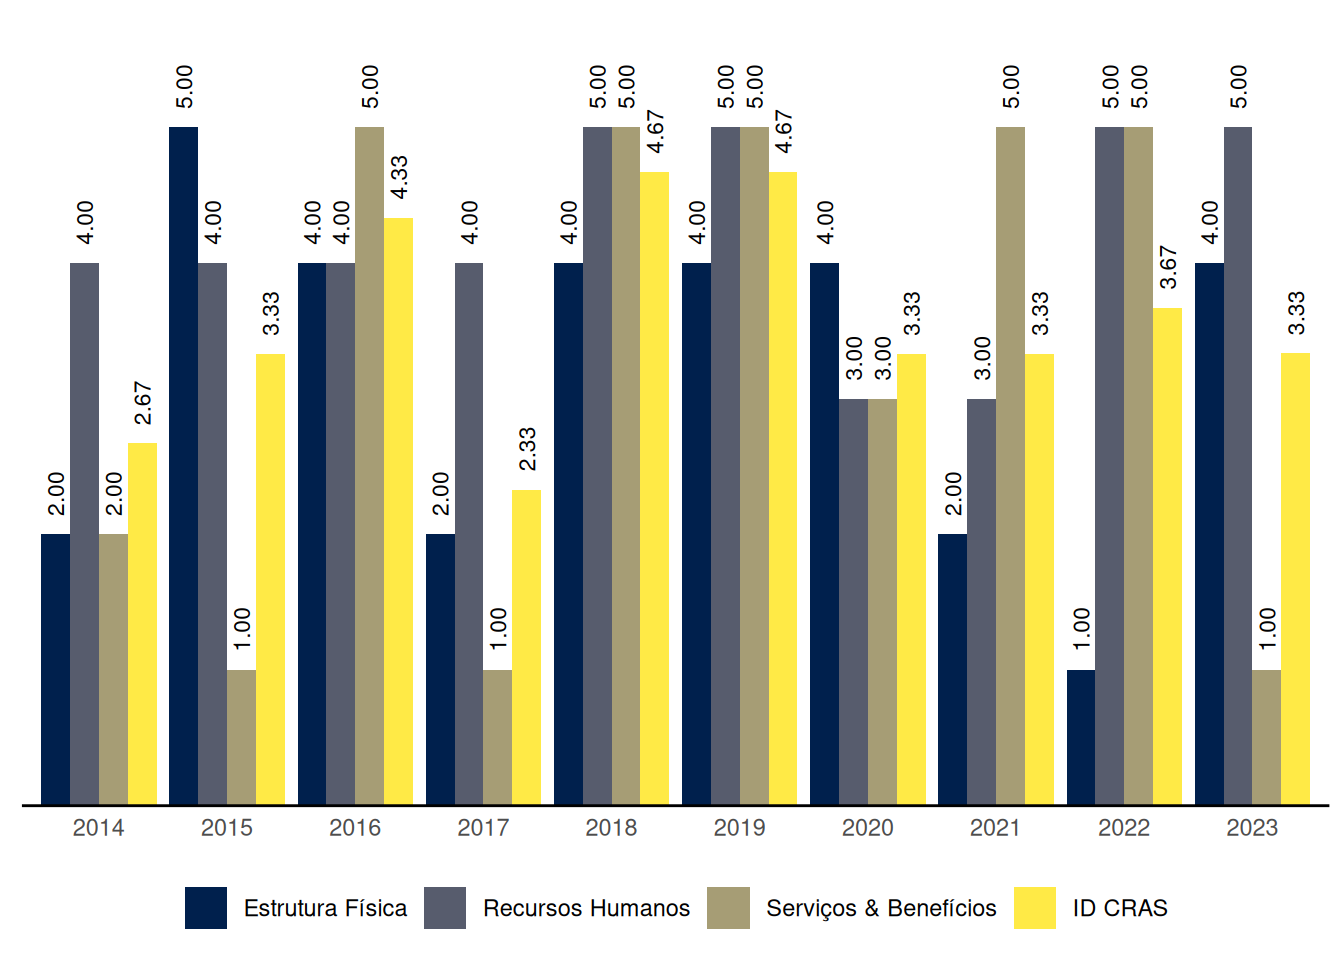 2.00 4.00 2.00 2.67
5.00 4.00 1.00 3.33
4.00 4.00 5.00 4.33
2.00 4.00 1.00 2.33
4.00 5.00 5.00 4.67
4.00 5.00 5.00 4.67
4.00 3.00 3.00 3.33
2.00 3.00 5.00 3.33
1.00 5.00 5.00 3.67
4.00 5.00 1.00 3.33
2014 2015 2016 2017 2018 2019 2020 2021 2022 2023
Estrutura Física Recursos Humanos Serviços & Benefícios ID CRAS